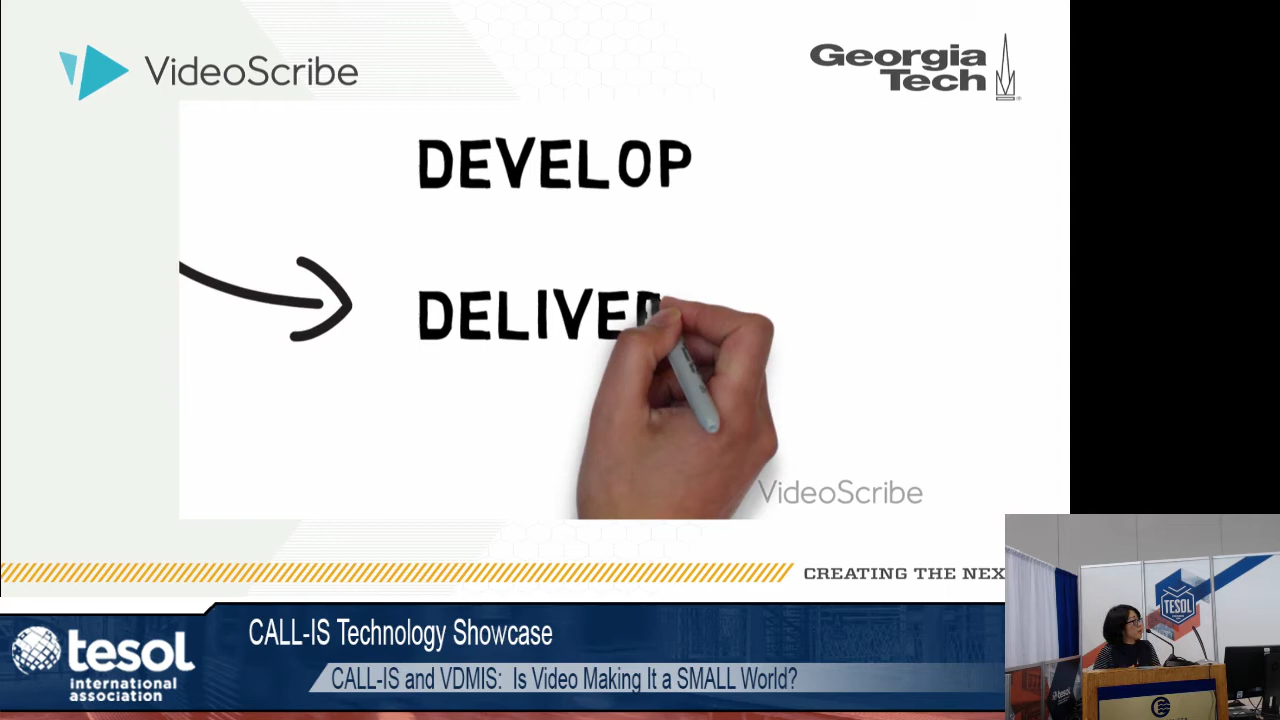 VideoScribe
Georgia
Tech
DEVELOP
DELIVE
VideoScribe
CREATING THE NEX
TESOL
CALL-IS Technology Showcase
tesol
international
association
CALL-IS and VDMIS: Is Video Making It a SMALL World?